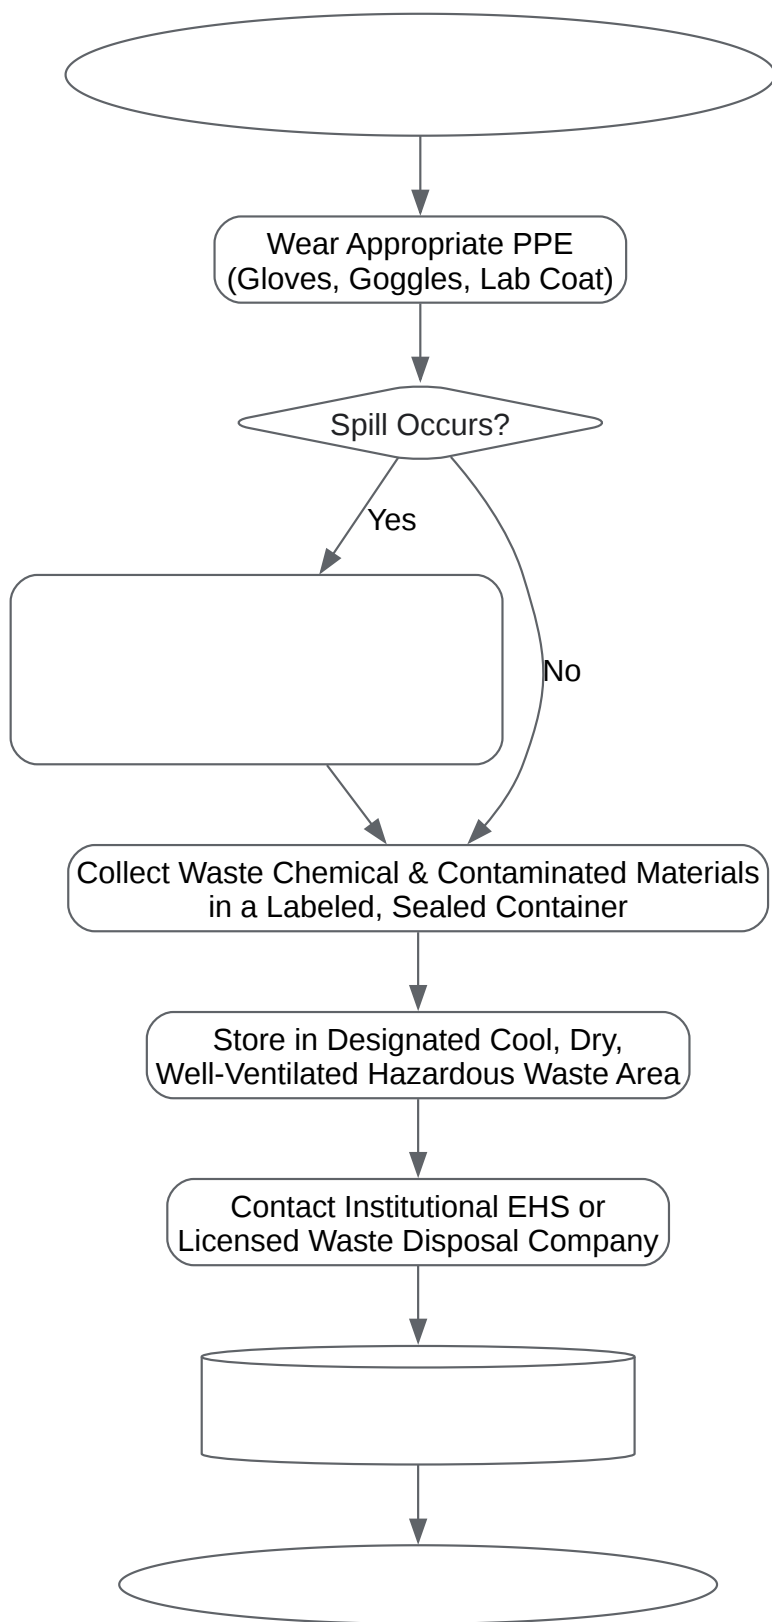 Wear Appropriate PPE
(Gloves, Goggles, Lab Coat)
Spill Occurs?
Yes
No
Collect Waste Chemical & Contaminated Materials
in a Labeled, Sealed Container
Store in Designated Cool, Dry,
Well-Ventilated Hazardous Waste Area
Contact Institutional EHS or
Licensed Waste Disposal Company